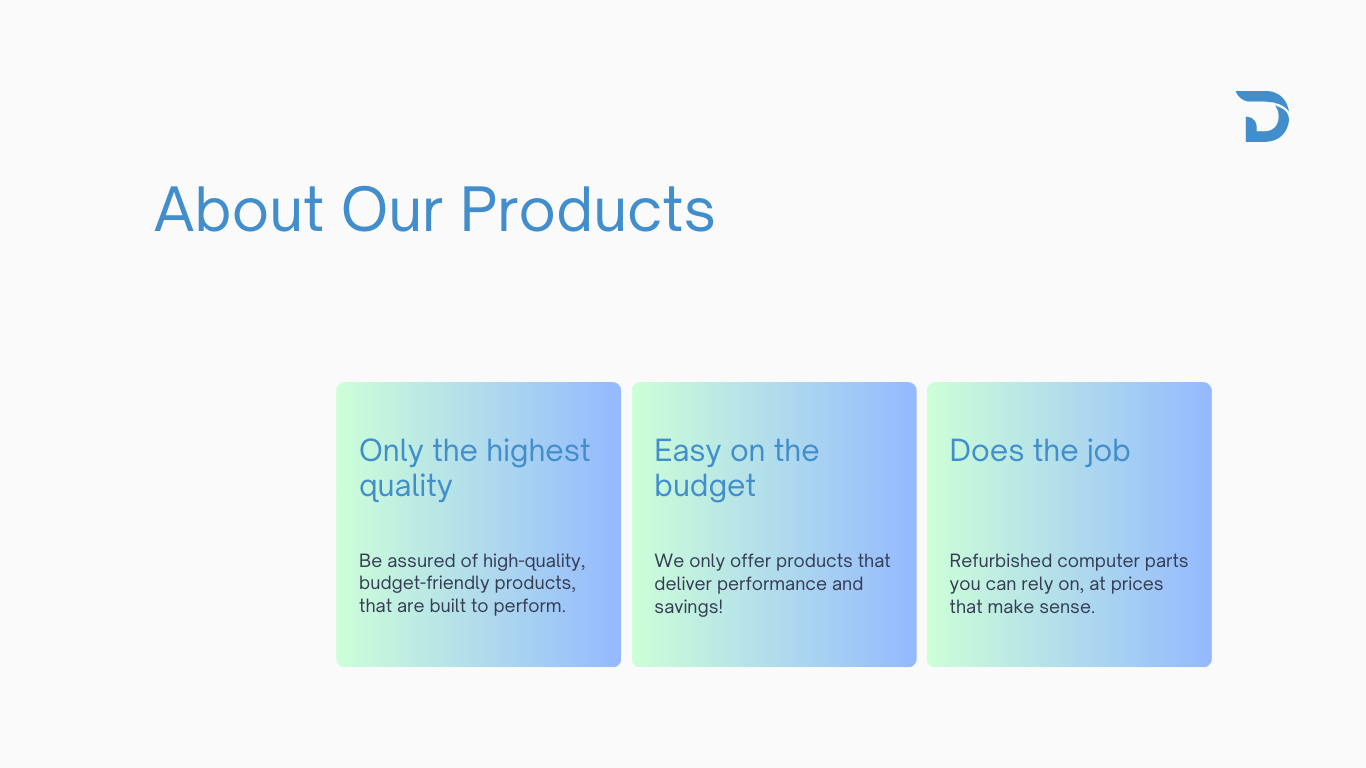 About Our Products
Only the highest
quality
Be assured of high-quality,
budget-friendly products,
that are built to perform.
Easy on the
budget
We only offer products that
deliver performance and
savings!
Does the job
Refurbished computer parts
you can rely on, at prices
that make sense.